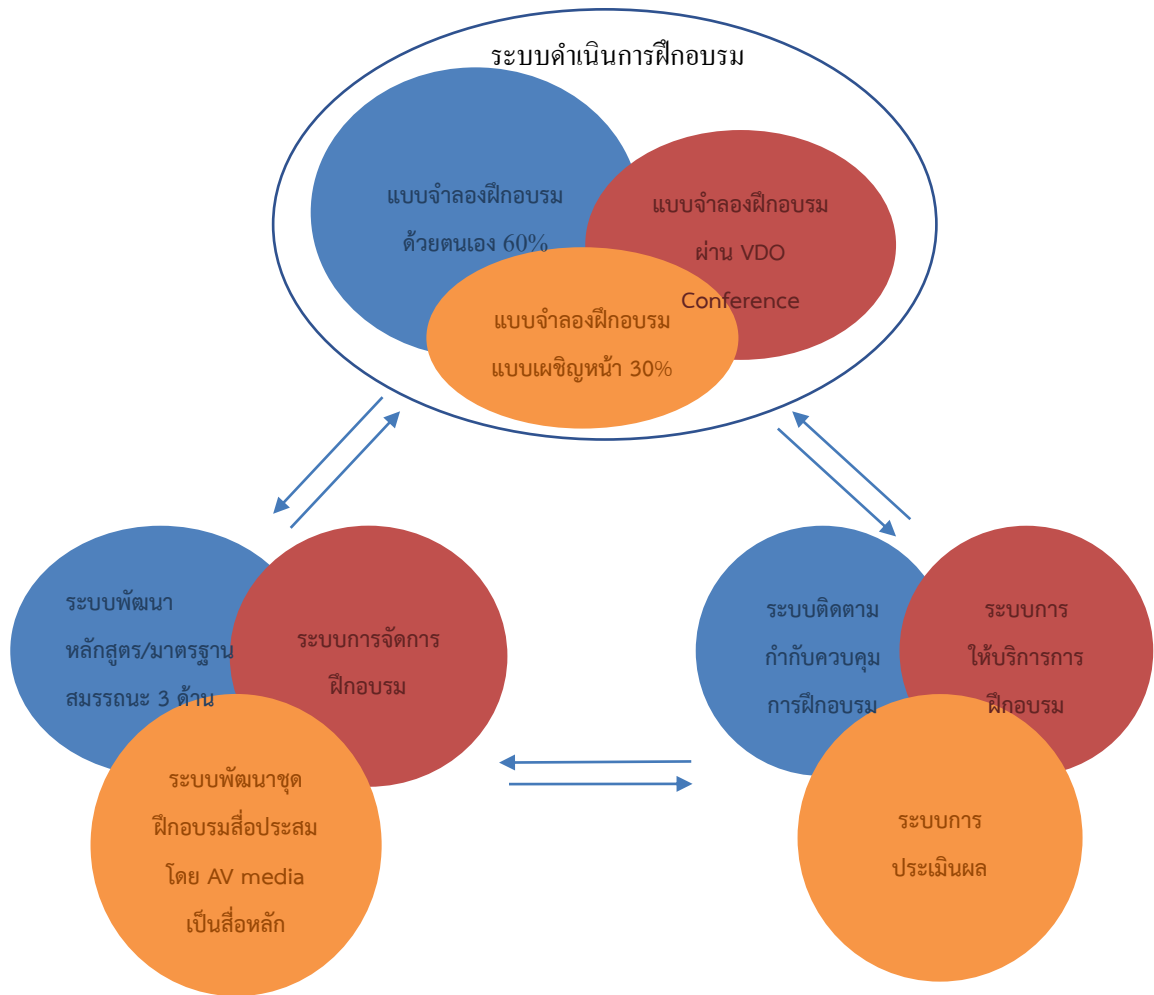 ระบบดำเนินการฝึกอบรม
แบบจำลองฝึกอบรม
ด้วยตนเอง 60%
แบบจำลองฝึกอบรม
ผ่าน VDO
Conference
แบบจำลองฝึกอบรม
แบบเผชิญหน้า 30%
ระบบพัฒนา
หลักสูตร/มาตรฐาน
สมรรถนะ 3 ด้าน
ระบบการจัดการ
ฝึกอบรม
ระบบพัฒนาชุด
ฝึกอบรมสื่อประสม
โดย AV media
เป็นสื่อหลัก
ระบบติดตาม
กำกับควบคุม
การฝึกอบรม
ระบบการ
ให้บริการการ
ฝึกอบรม
ระบบการ
ประเมินผล